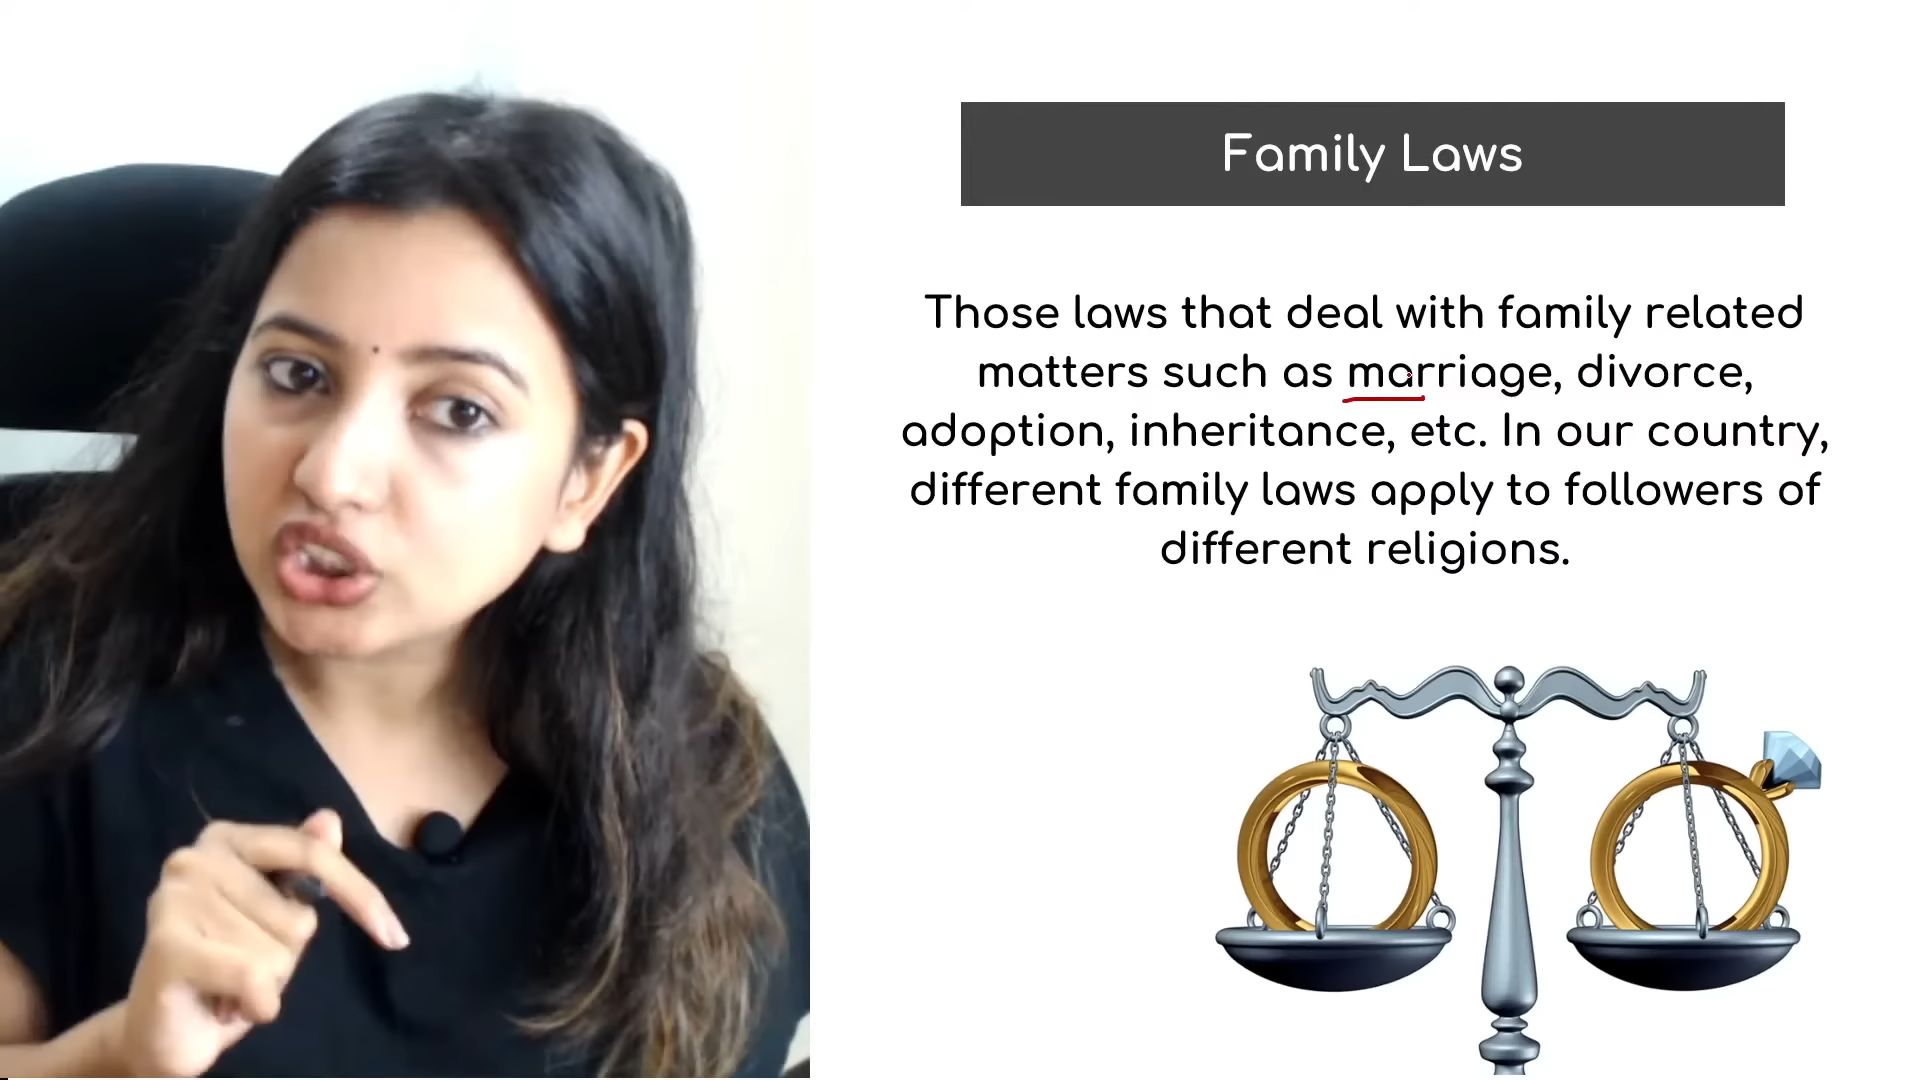 Family Laws
Those laws that deal with family related
matters such as marriage, divorce,
adoption, inheritance, etc. In our country,
different family laws apply to followers of
different religions.